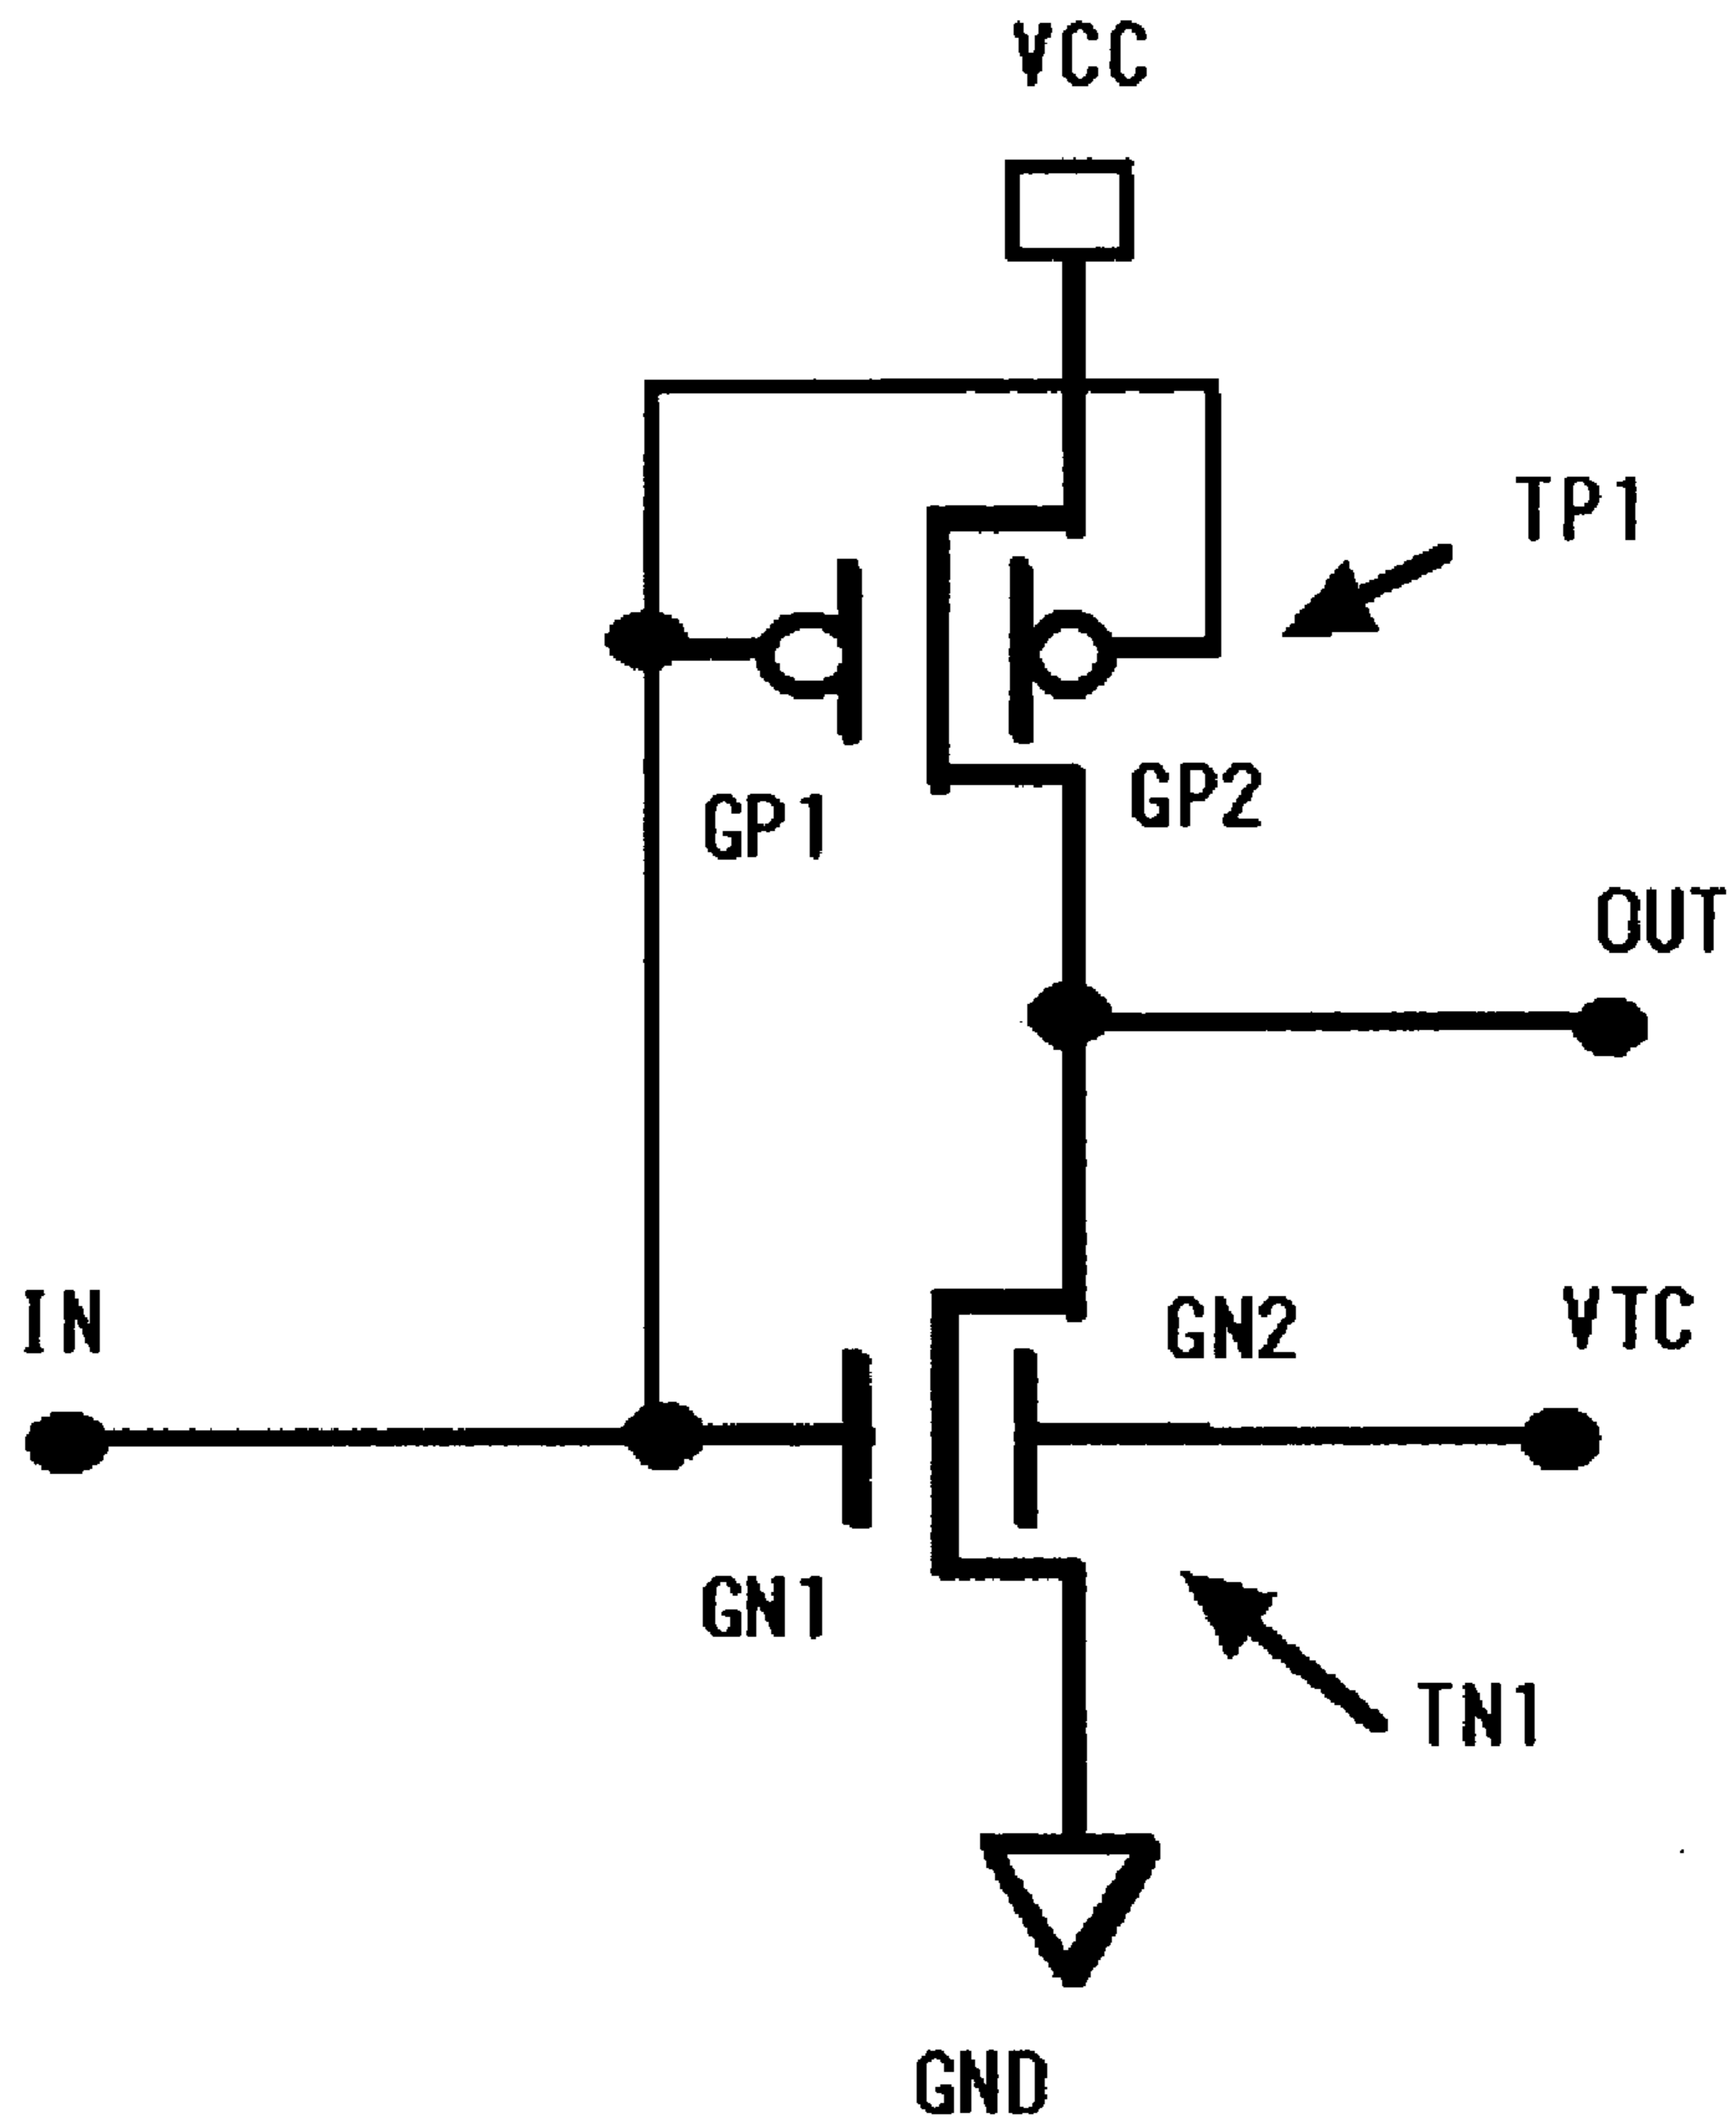 VCC
TP1
GP2
GP1
OUT
IN
GN2
VTC
GN1
TN1
GND